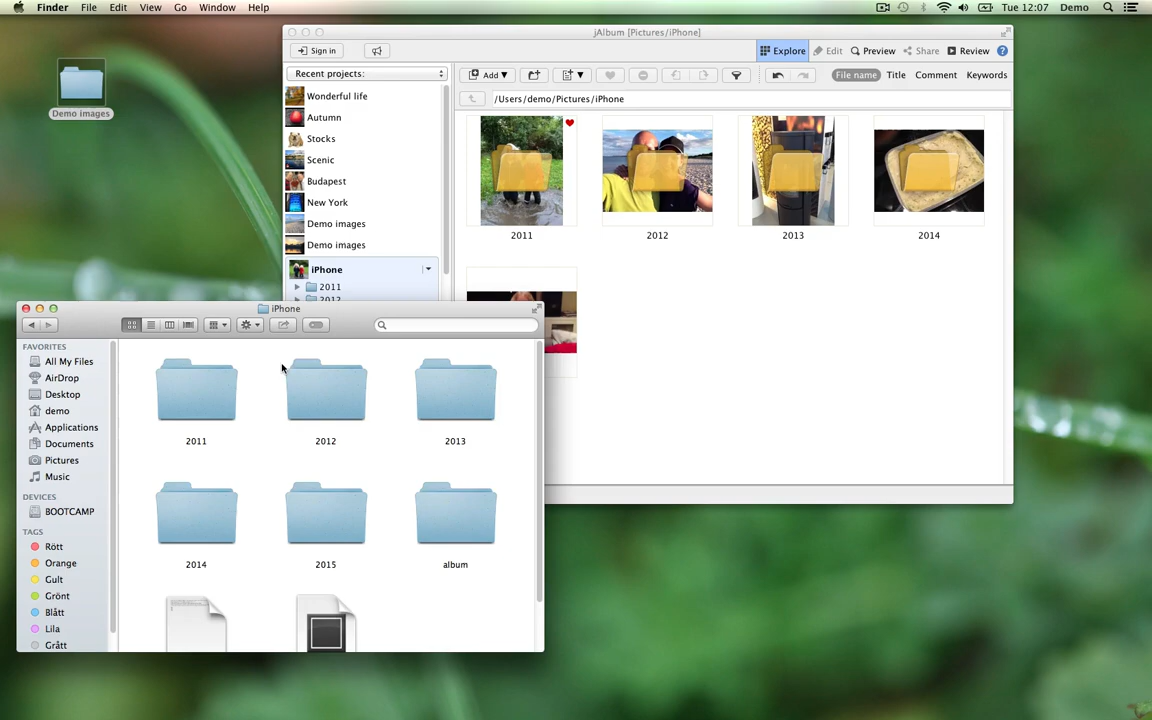 Finder File Edit View Go Window Help
Tue 12:07 Demo
Demo images
jAlbum [Pictures/iPhone]
Sign in
Explore Edit Preview Share Review ?
Recent projects:
Add
File name Title Comment Keywords
/Users/demo/Pictures/iPhone
Wonderful life
Autumn
Stocks
Scenic
Budapest
New York
Demo images
Demo images
iPhone
2011
2012
2011 2012 2013 2014
iPhone
FAVORITES
All My Files
AirDrop
Desktop
demo
Applications
Documents
Pictures
Music
DEVICES
BOOTCAMP
TAGS
Rött
Orange
Gult
Grönt
Blått
Lila
Grått
2011 2012 2013
2014 2015 album